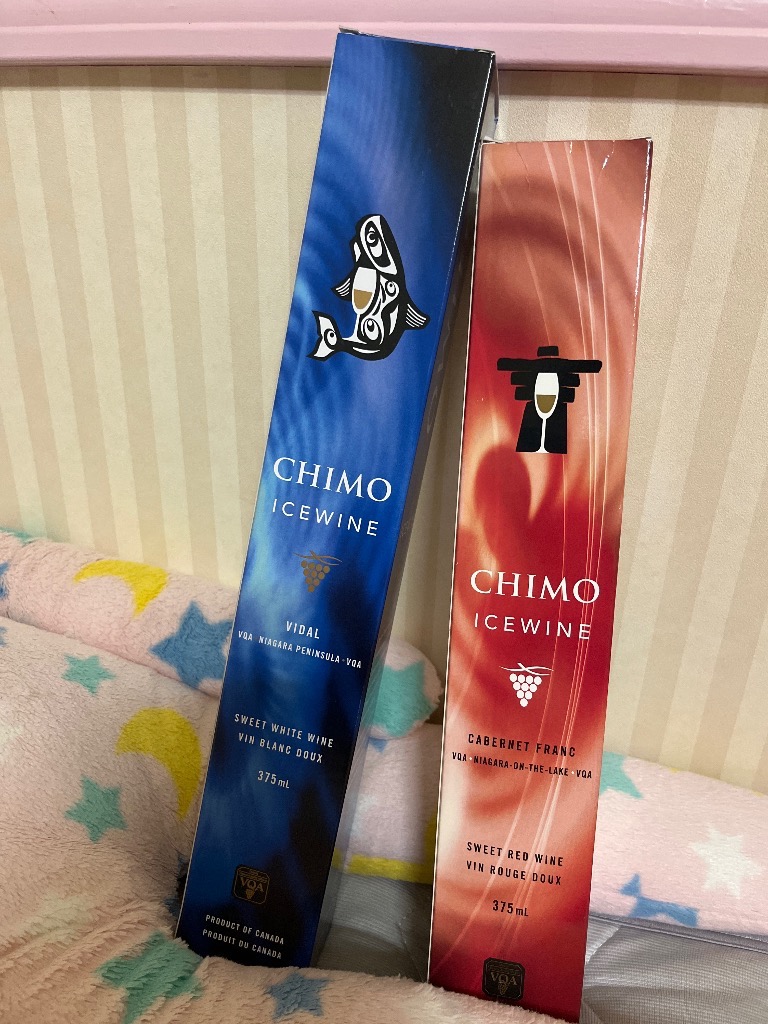 CHIMO
ICEWINE
VIDAL
VQA · NIAGARA PENINSULA · VQA
SWEET WHITE WINE
VIN BLANC DOUX
375mL
VQA
PRODUCT OF CANADA
PRODUIT DU CANADA
CHIMO
ICEWINE
CABERNET FRANC
VQA · NIAGARA-ON-THE-LAKE · VQA
SWEET RED WINE
VIN ROUGE DOUX
375mL
VQA